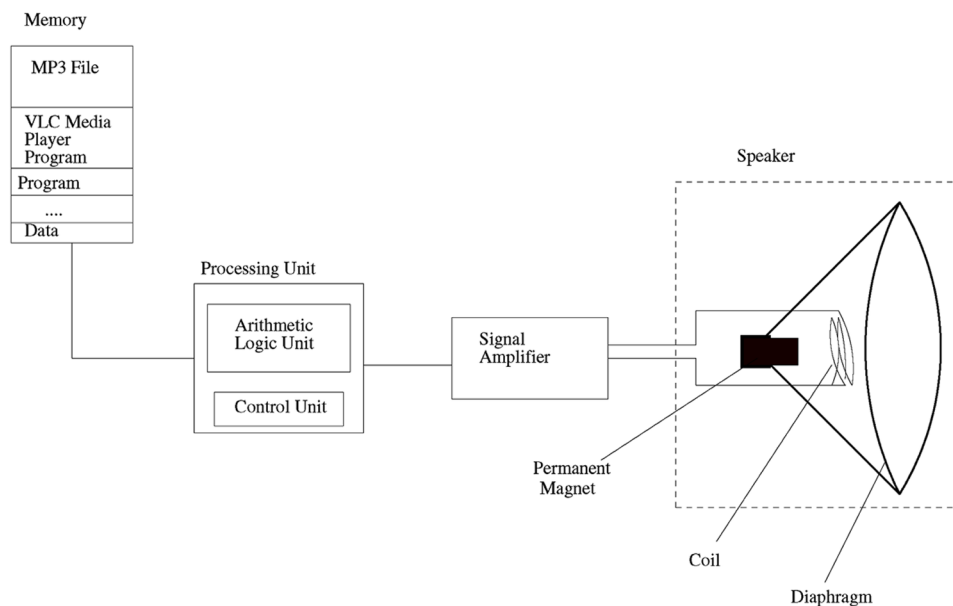 Memory
MP3 File
VLC Media
Player
Program
Program
....
Data
Processing Unit
Arithmetic
Logic Unit
Control Unit
Signal
Amplifier
Speaker
Permanent
Magnet
Coil
Diaphragm